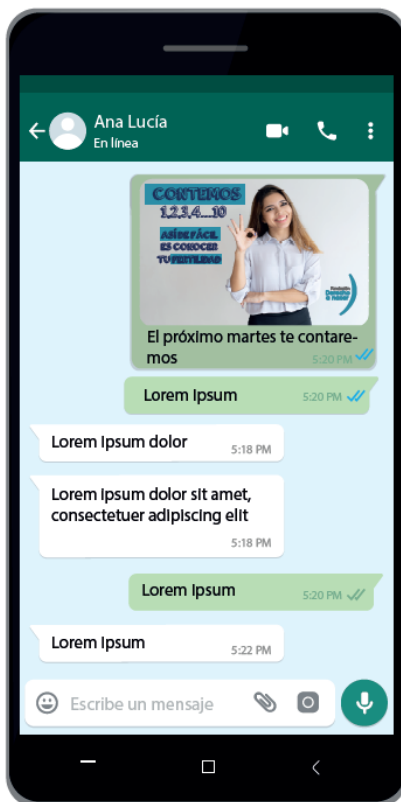 Ana Lucía
En línea
CONTEMOS
1,2,3,4....10
ASÍ DE FÁCIL
ES CONOCER
TU FERTILIDAD
Fundación
Derecho
a nacer
El próximo martes te contare-
mos
5:20 PM
Lorem Ipsum
5:20 PM
Lorem Ipsum dolor
5:18 PM
Lorem Ipsum dolor sit amet,
consectetuer adipiscing elit
5:18 PM
Lorem Ipsum
5:20 PM
Lorem Ipsum
5:22 PM
Escribe un mensaje